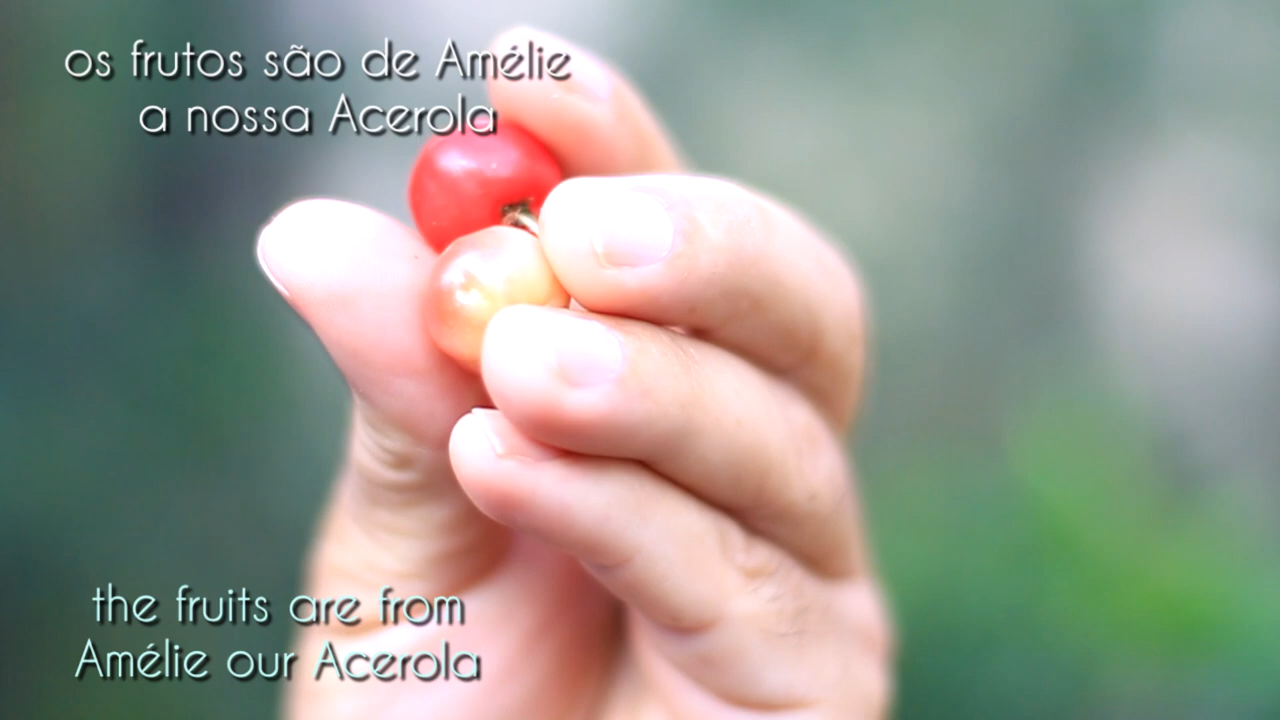 os frutos são de Amélie
a nossa Acerola
the fruits are from
Amélie our Acerola